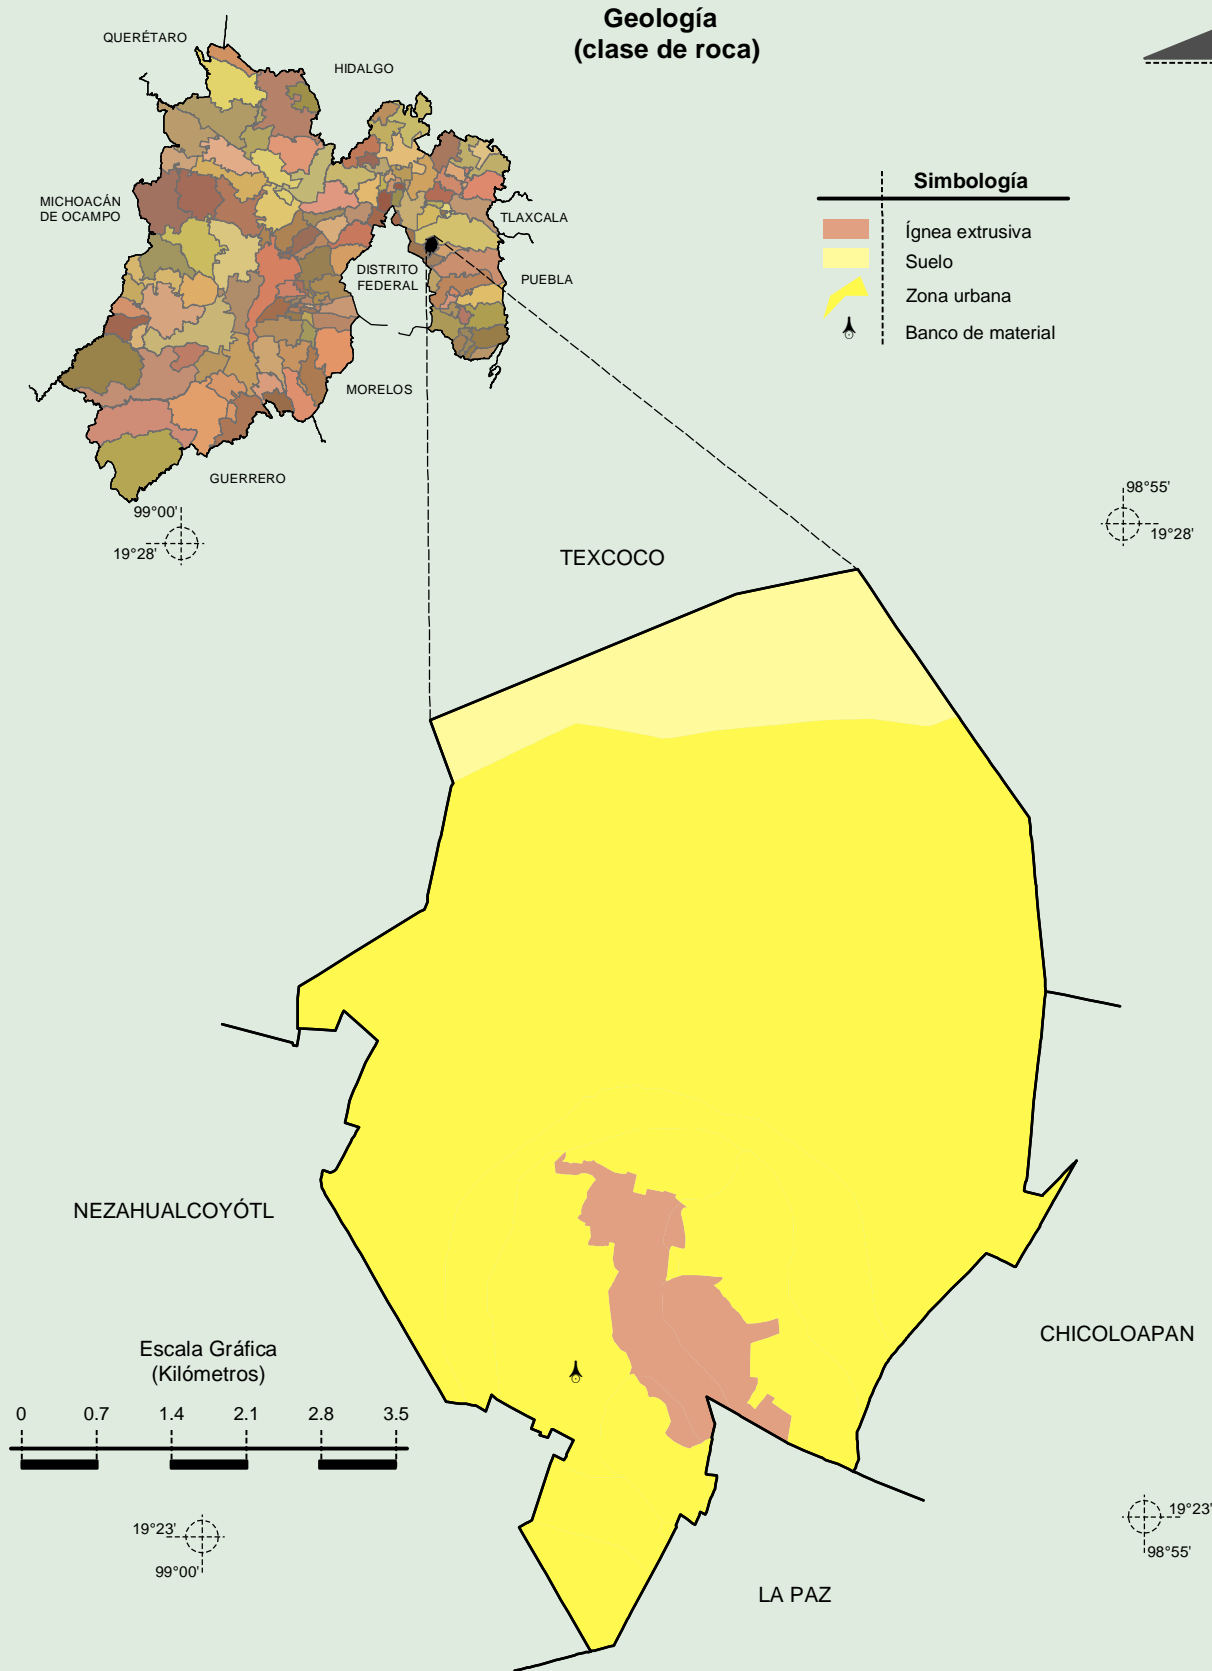 Geología
(clase de roca)
QUERÉTARO
HIDALGO
MICHOACÁN
DE OCAMPO
TLAXCALA
DISTRITO
FEDERAL
PUEBLA
MORELOS
GUERRERO
Simbología
Ígnea extrusiva
Suelo
Zona urbana
Banco de material
99°00'
19°28'
98°55'
19°28'
TEXCOCO
NEZAHUALCOYÓTL
CHICOLOAPAN
Escala Gráfica
(Kilómetros)
0 0.7 1.4 2.1 2.8 3.5
19°23'
99°00'
19°23'
98°55'
LA PAZ